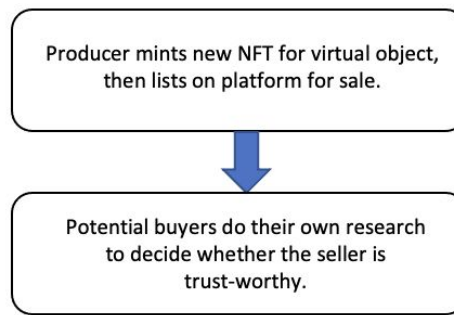 Producer mints new NFT for virtual object,
then lists on platform for sale.
Potential buyers do their own research
to decide whether the seller is
trust-worthy.